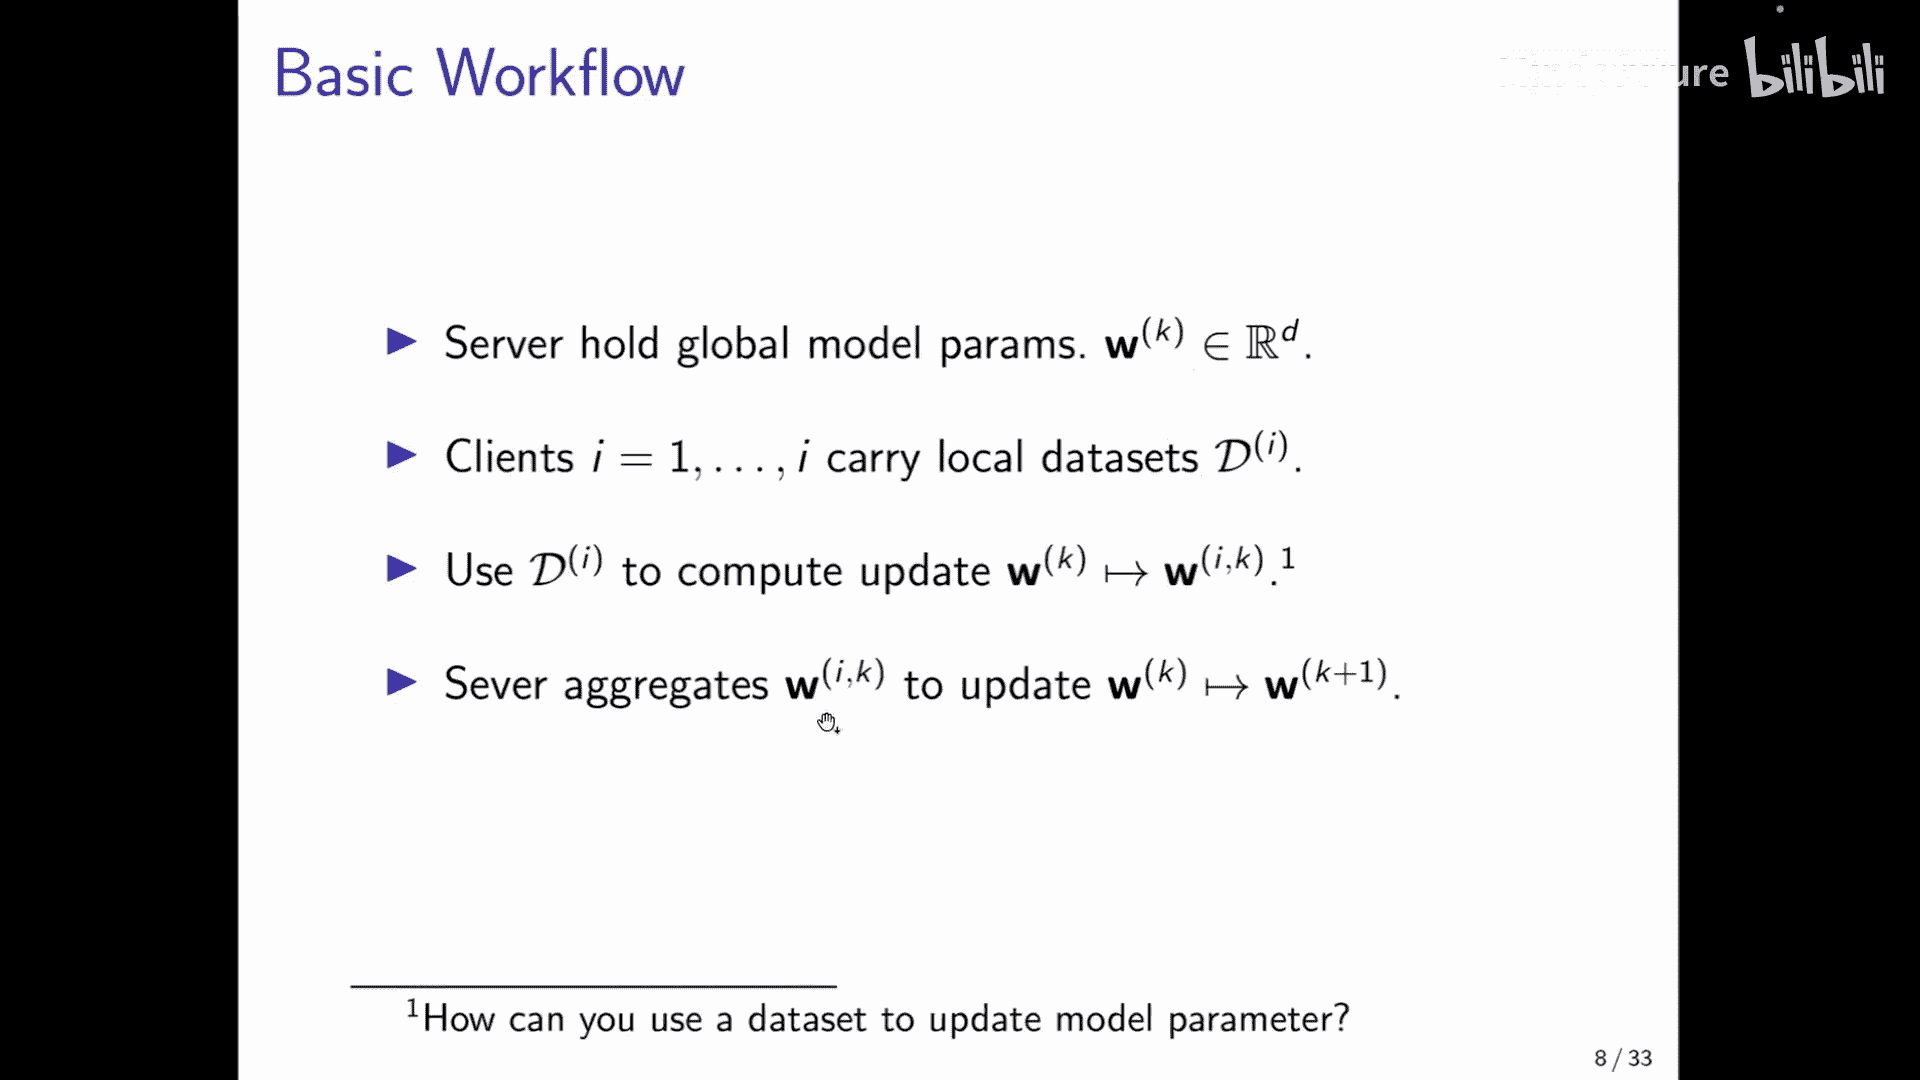 Basic Workflow
bilibili
Server hold global model params. w^(k) ∈ ℝ^d.
Clients i = 1, . . . , i carry local datasets 𝒟^(i).
Use 𝒟^(i) to compute update w^(k) ↦ w^(i,k).¹
Sever aggregates w^(i,k) to update w^(k) ↦ w^(k+1).
¹How can you use a dataset to update model parameter?
8 / 33